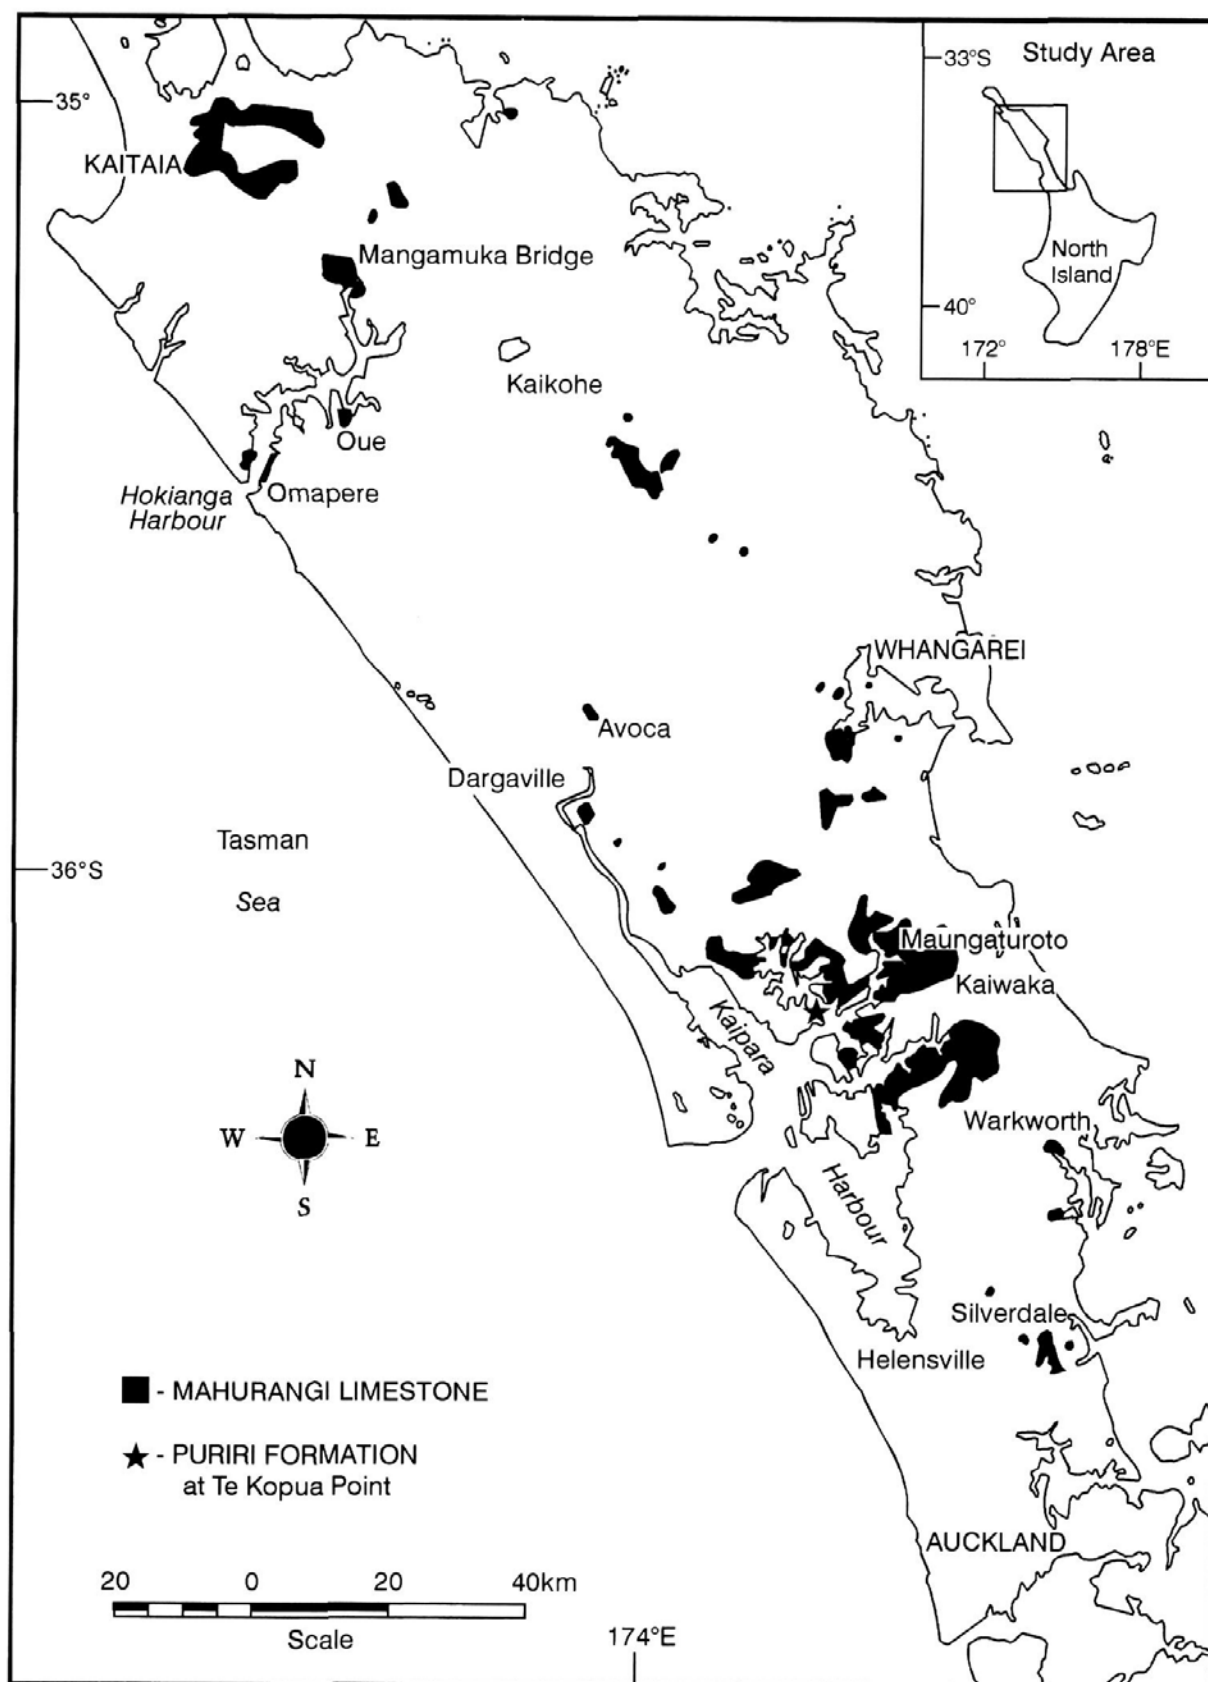 Study Area
33°S
35°
KAITAIA
Mangamuka Bridge
North
Island
40°
172°
178°E
Kaikohe
Oue
Omapere
Hokianga
Harbour
WHANGAREI
Avoca
Dargaville
Tasman
Sea
36°S
Maungaturoto
Kaiwaka
Kaipara
Harbour
N
W
E
S
Warkworth
Silverdale
Helensville
- MAHURANGI LIMESTONE
- PURIRI FORMATION
at Te Kopua Point
AUCKLAND
20 0 20 40km
Scale
174°E